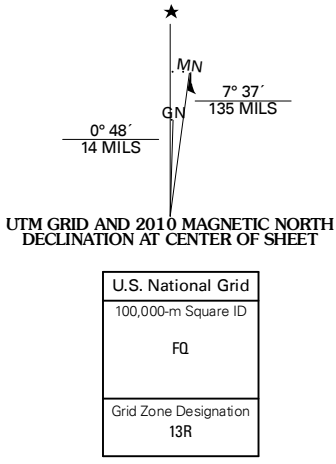 ★
MN
7° 37´
135 MILS
GN
0° 48´
14 MILS
UTM GRID AND 2010 MAGNETIC NORTH
DECLINATION AT CENTER OF SHEET
U.S. National Grid
100,000-m Square ID
FQ
Grid Zone Designation
13R